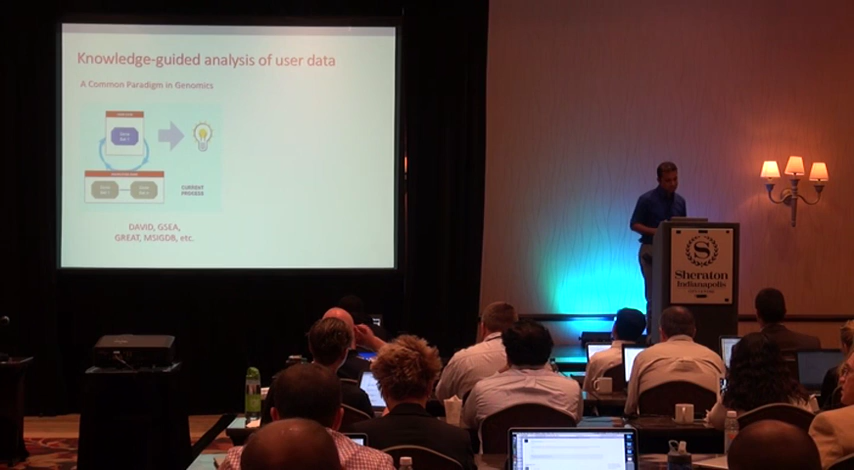 Knowledge-guided analysis of user data
A Common Paradigm in Genomics
CURRENT
PROCESS
DAVID, GSEA,
GREAT, MSIGDB, etc.
S
Sheraton
Indianapolis